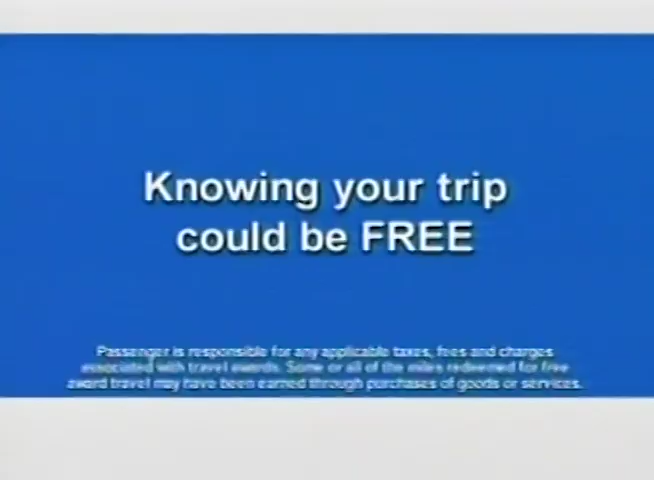 Knowing your trip
could be FREE
Passenger is responsible for any applicable taxes, fees and charges
associated with travel awards. Some or all of the miles redeemed for free
award travel may have been earned through purchases of goods or services.